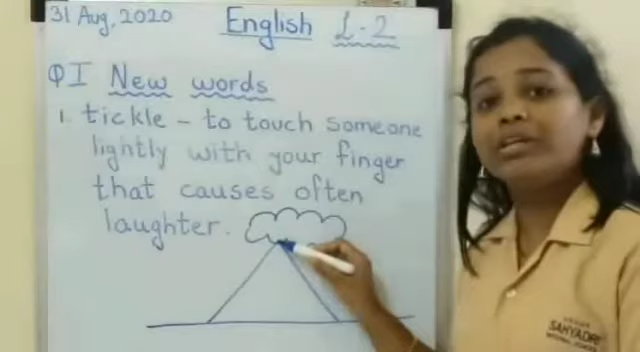 31 Aug, 2020 English L-2
Q I New words
1. tickle - to touch someone
lightly with your finger
that causes often
laughter.
SAHYADRI